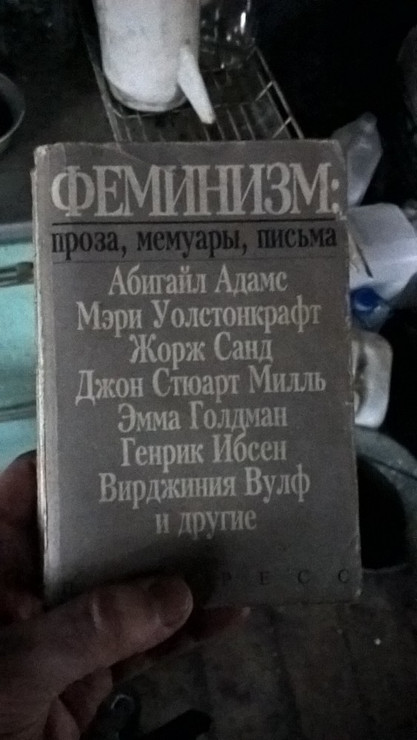 ФЕМИНИЗМ:
проза, мемуары, письма
Абигайл Адамс
Мэри Уолстонкрафт
Жорж Санд
Джон Стюарт Милль
Эмма Голдман
Генрик Ибсен
Вирджиния Вулф
и другие